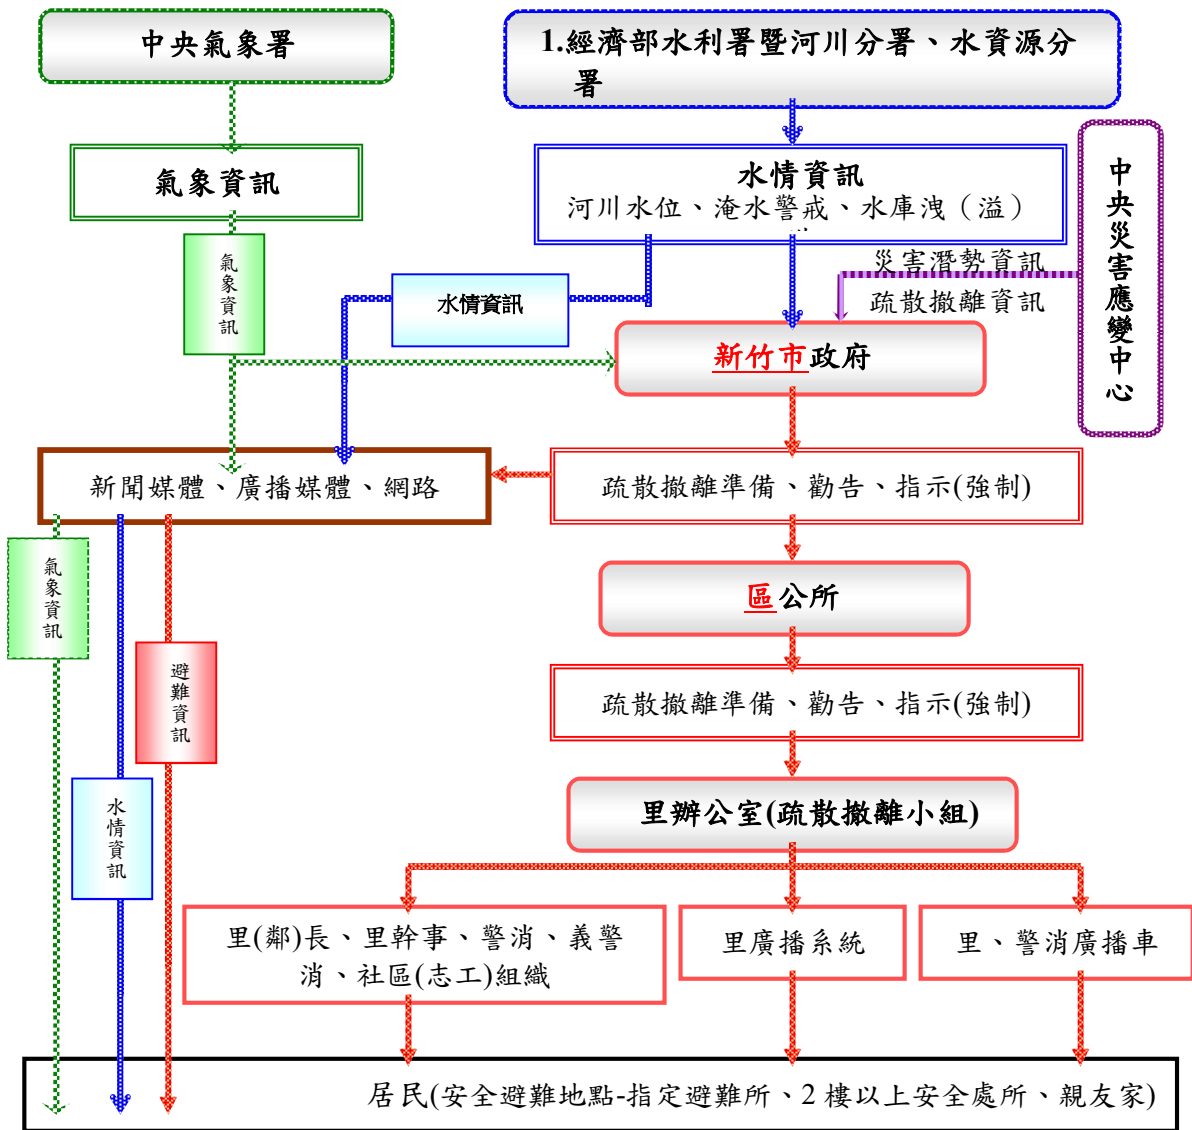 中央氣象署
1.經濟部水利署暨河川分署、水資源分
署
氣象資訊
水情資訊
河川水位、淹水警戒、水庫洩（溢）
中央災害應變中心
氣象資訊
水情資訊
災害潛勢資訊
疏散撤離資訊
新竹市政府
新聞媒體、廣播媒體、網路
疏散撤離準備、勸告、指示(強制)
氣象資訊
區公所
避難資訊
疏散撤離準備、勸告、指示(強制)
水情資訊
里辦公室(疏散撤離小組)
里(鄰)長、里幹事、警消、義警
消、社區(志工)組織
里廣播系統
里、警消廣播車
居民(安全避難地點-指定避難所、2 樓以上安全處所、親友家)